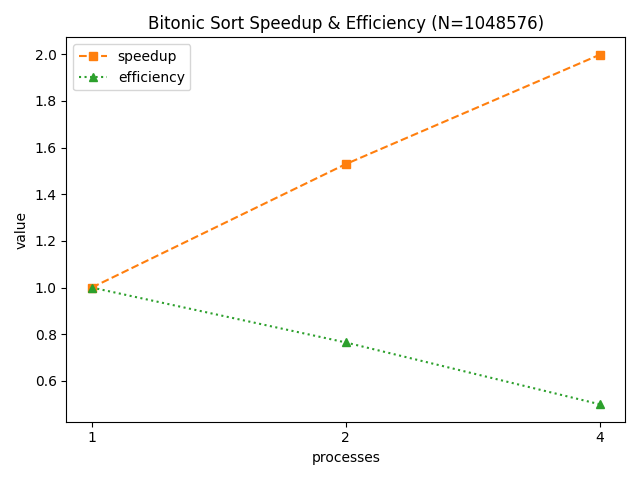 Bitonic Sort Speedup & Efficiency (N=1048576)
speedup
efficiency
2.0
1.8
1.6
1.4
1.2
1.0
0.8
0.6
value
1 2 4
processes